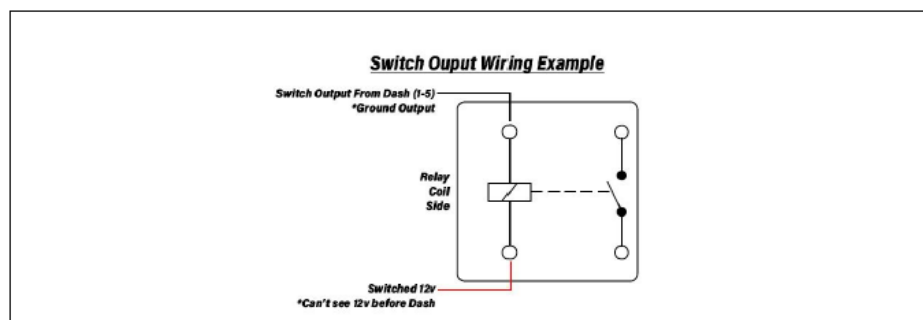 Switch Ouput Wiring Example
Switch Output From Dash (1-5)
*Ground Output
Relay
Coil
Side
Switched 12v
*Can't see 12v before Dash